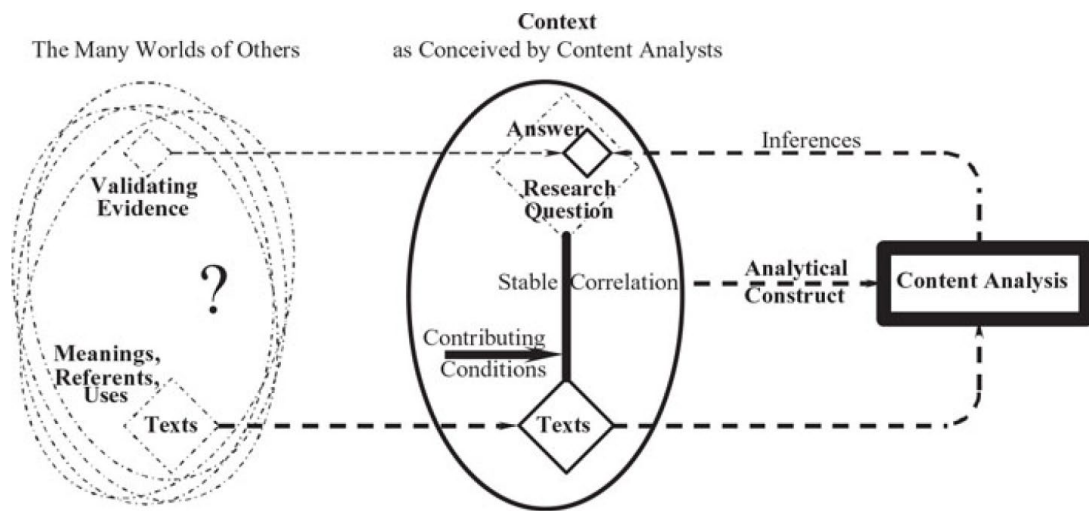 The Many Worlds of Others
Context
as Conceived by Content Analysts
Validating
Evidence
?
Meanings,
Referents,
Uses
Texts
Answer
Research
Question
Stable Correlation
Contributing
Conditions
Texts
Inferences
Analytical
Construct
Content Analysis